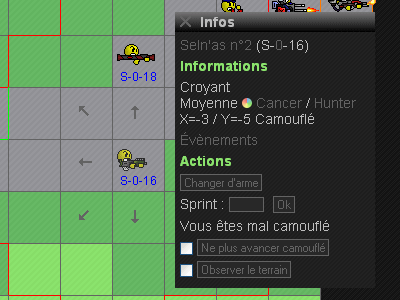 Infos
Seln'as n°2 (S-0-16)
Informations
Croyant
Moyenne Cancer / Hunter
X=-3 / Y=-5 Camouflé
Évènements
Actions
Changer d'arme
Sprint : Ok
Vous êtes mal camouflé
Ne plus avancer camouflé
Observer le terrain
S-0-18
S-0-16